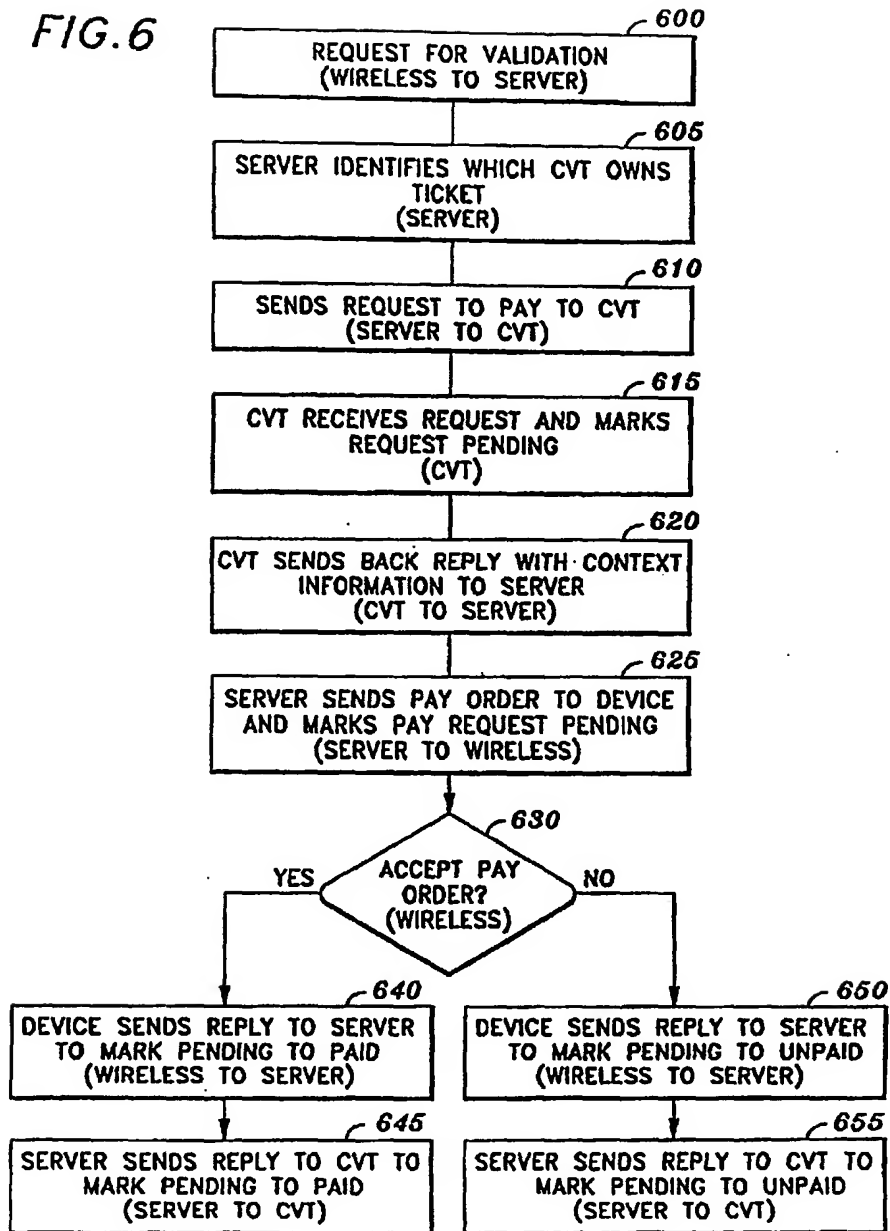 FIG.6
600
REQUEST FOR VALIDATION
(WIRELESS TO SERVER)
605
SERVER IDENTIFIES WHICH CVT OWNS
TICKET
(SERVER)
610
SENDS REQUEST TO PAY TO CVT
(SERVER TO CVT)
615
CVT RECEIVES REQUEST AND MARKS
REQUEST PENDING
(CVT)
620
CVT SENDS BACK REPLY WITH CONTEXT
INFORMATION TO SERVER
(CVT TO SERVER)
625
SERVER SENDS PAY ORDER TO DEVICE
AND MARKS PAY REQUEST PENDING
(SERVER TO WIRELESS)
630
YES
ACCEPT PAY
ORDER?
(WIRELESS)
NO
640
DEVICE SENDS REPLY TO SERVER
TO MARK PENDING TO PAID
(WIRELESS TO SERVER)
650
DEVICE SENDS REPLY TO SERVER
TO MARK PENDING TO UNPAID
(WIRELESS TO SERVER)
645
SERVER SENDS REPLY TO CVT TO
MARK PENDING TO PAID
(SERVER TO CVT)
655
SERVER SENDS REPLY TO CVT TO
MARK PENDING TO UNPAID
(SERVER TO CVT)